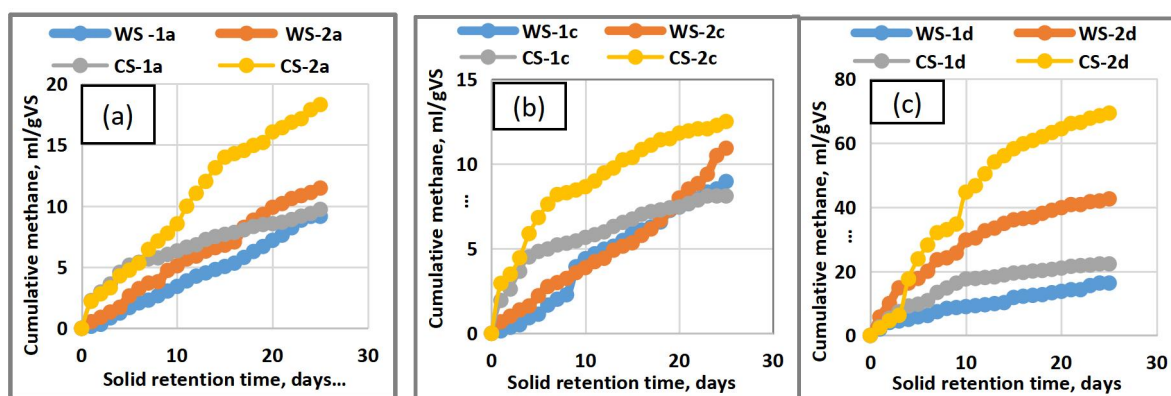 WS -1a WS-2a
CS-1a CS-2a
20
15
10
5
0
0 10 20 30
(a)
Cumulative methane, ml/gVS
Solid retention time, days…
WS-1c WS-2c
CS-1c CS-2c
15
10
5
0
0 10 20 30
(b)
Cumulative methane, ml/gVS
...
Solid retention time, days
WS-1d WS-2d
CS-1d CS-2d
80
60
40
20
0
0 10 20 30
(c)
Cumulative methane, ml/gVS
...
Solid retention time, days